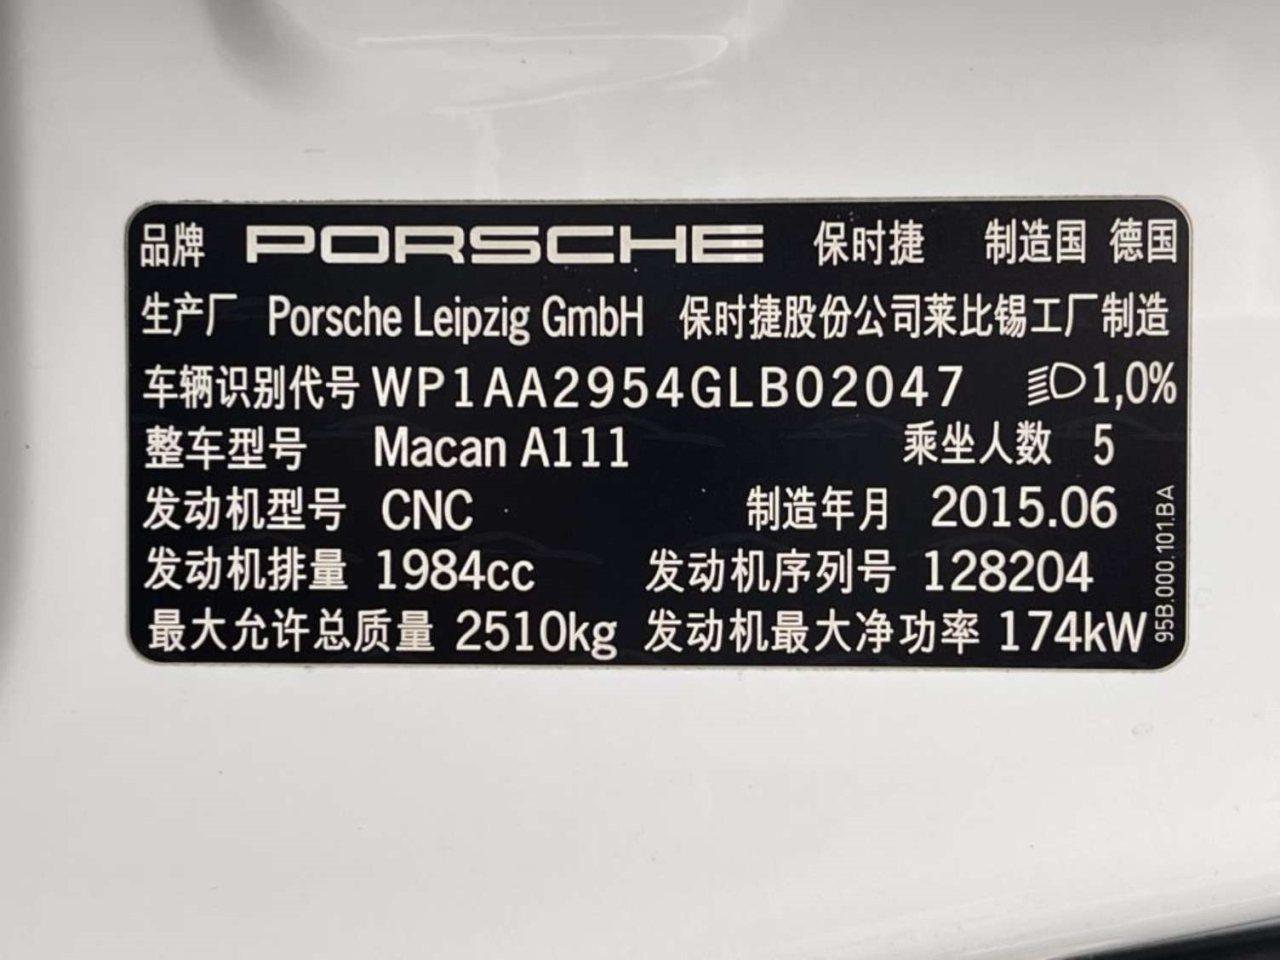 品牌 PORSCHE 保时捷 制造国 德国
生产厂 Porsche Leipzig GmbH 保时捷股份公司莱比锡工厂制造
车辆识别代号 WP1AA2954GLB02047 1,0%
整车型号 Macan A111 乘坐人数 5
发动机型号 CNC 制造年月 2015.06
发动机排量 1984cc 发动机序列号 128204
最大允许总质量 2510kg 发动机最大净功率 174kW
95B.000.101.BA